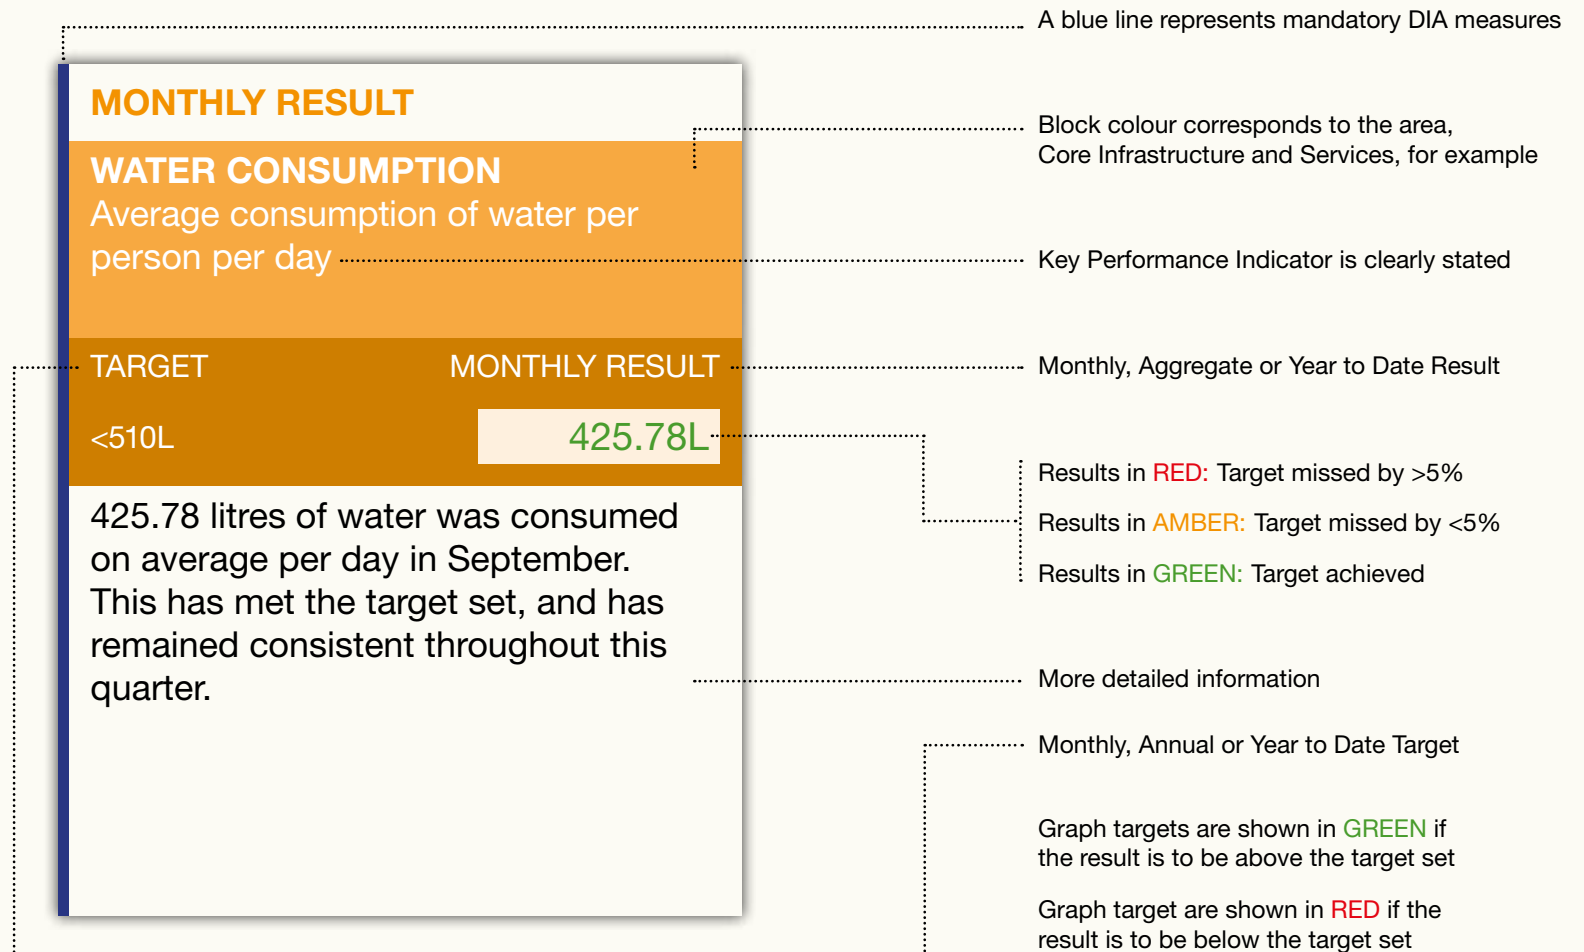 A blue line represents mandatory DIA measures
MONTHLY RESULT
WATER CONSUMPTION
Average consumption of water per
person per day
TARGET
MONTHLY RESULT
<510L
425.78L
425.78 litres of water was consumed
on average per day in September.
This has met the target set, and has
remained consistent throughout this
quarter.
Block colour corresponds to the area,
Core Infrastructure and Services, for example
Key Performance Indicator is clearly stated
Monthly, Aggregate or Year to Date Result
Results in RED: Target missed by >5%
Results in AMBER: Target missed by <5%
Results in GREEN: Target achieved
More detailed information
Monthly, Annual or Year to Date Target
Graph targets are shown in GREEN if
the result is to be above the target set
Graph target are shown in RED if the
result is to be below the target set